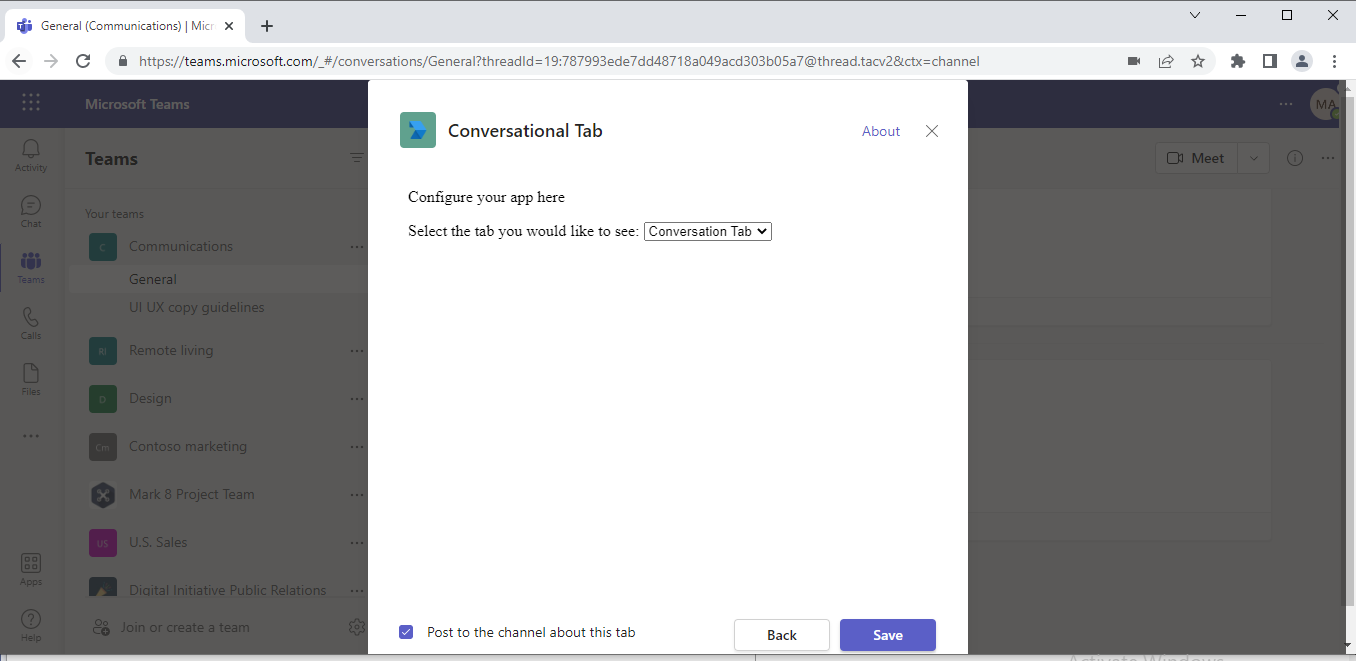 General (Communications) | Micr
https://teams.microsoft.com/_#/conversations/General?threadId=19:787993ede7dd48718a049acd303b05a7@thread.tacv2&ctx=channel
Microsoft Teams
MA
Activity
Chat
Teams
Calls
Files
Apps
Help
Teams
Your teams
C Communications
General
UI UX copy guidelines
Rl Remote living
D Design
Cm Contoso marketing
Mark 8 Project Team
US U.S. Sales
Digital Initiative Public Relations
Join or create a team
Conversational Tab
About
Configure your app here
Select the tab you would like to see: Conversation Tab
Post to the channel about this tab
Back
Save
Meet
Activate Windows